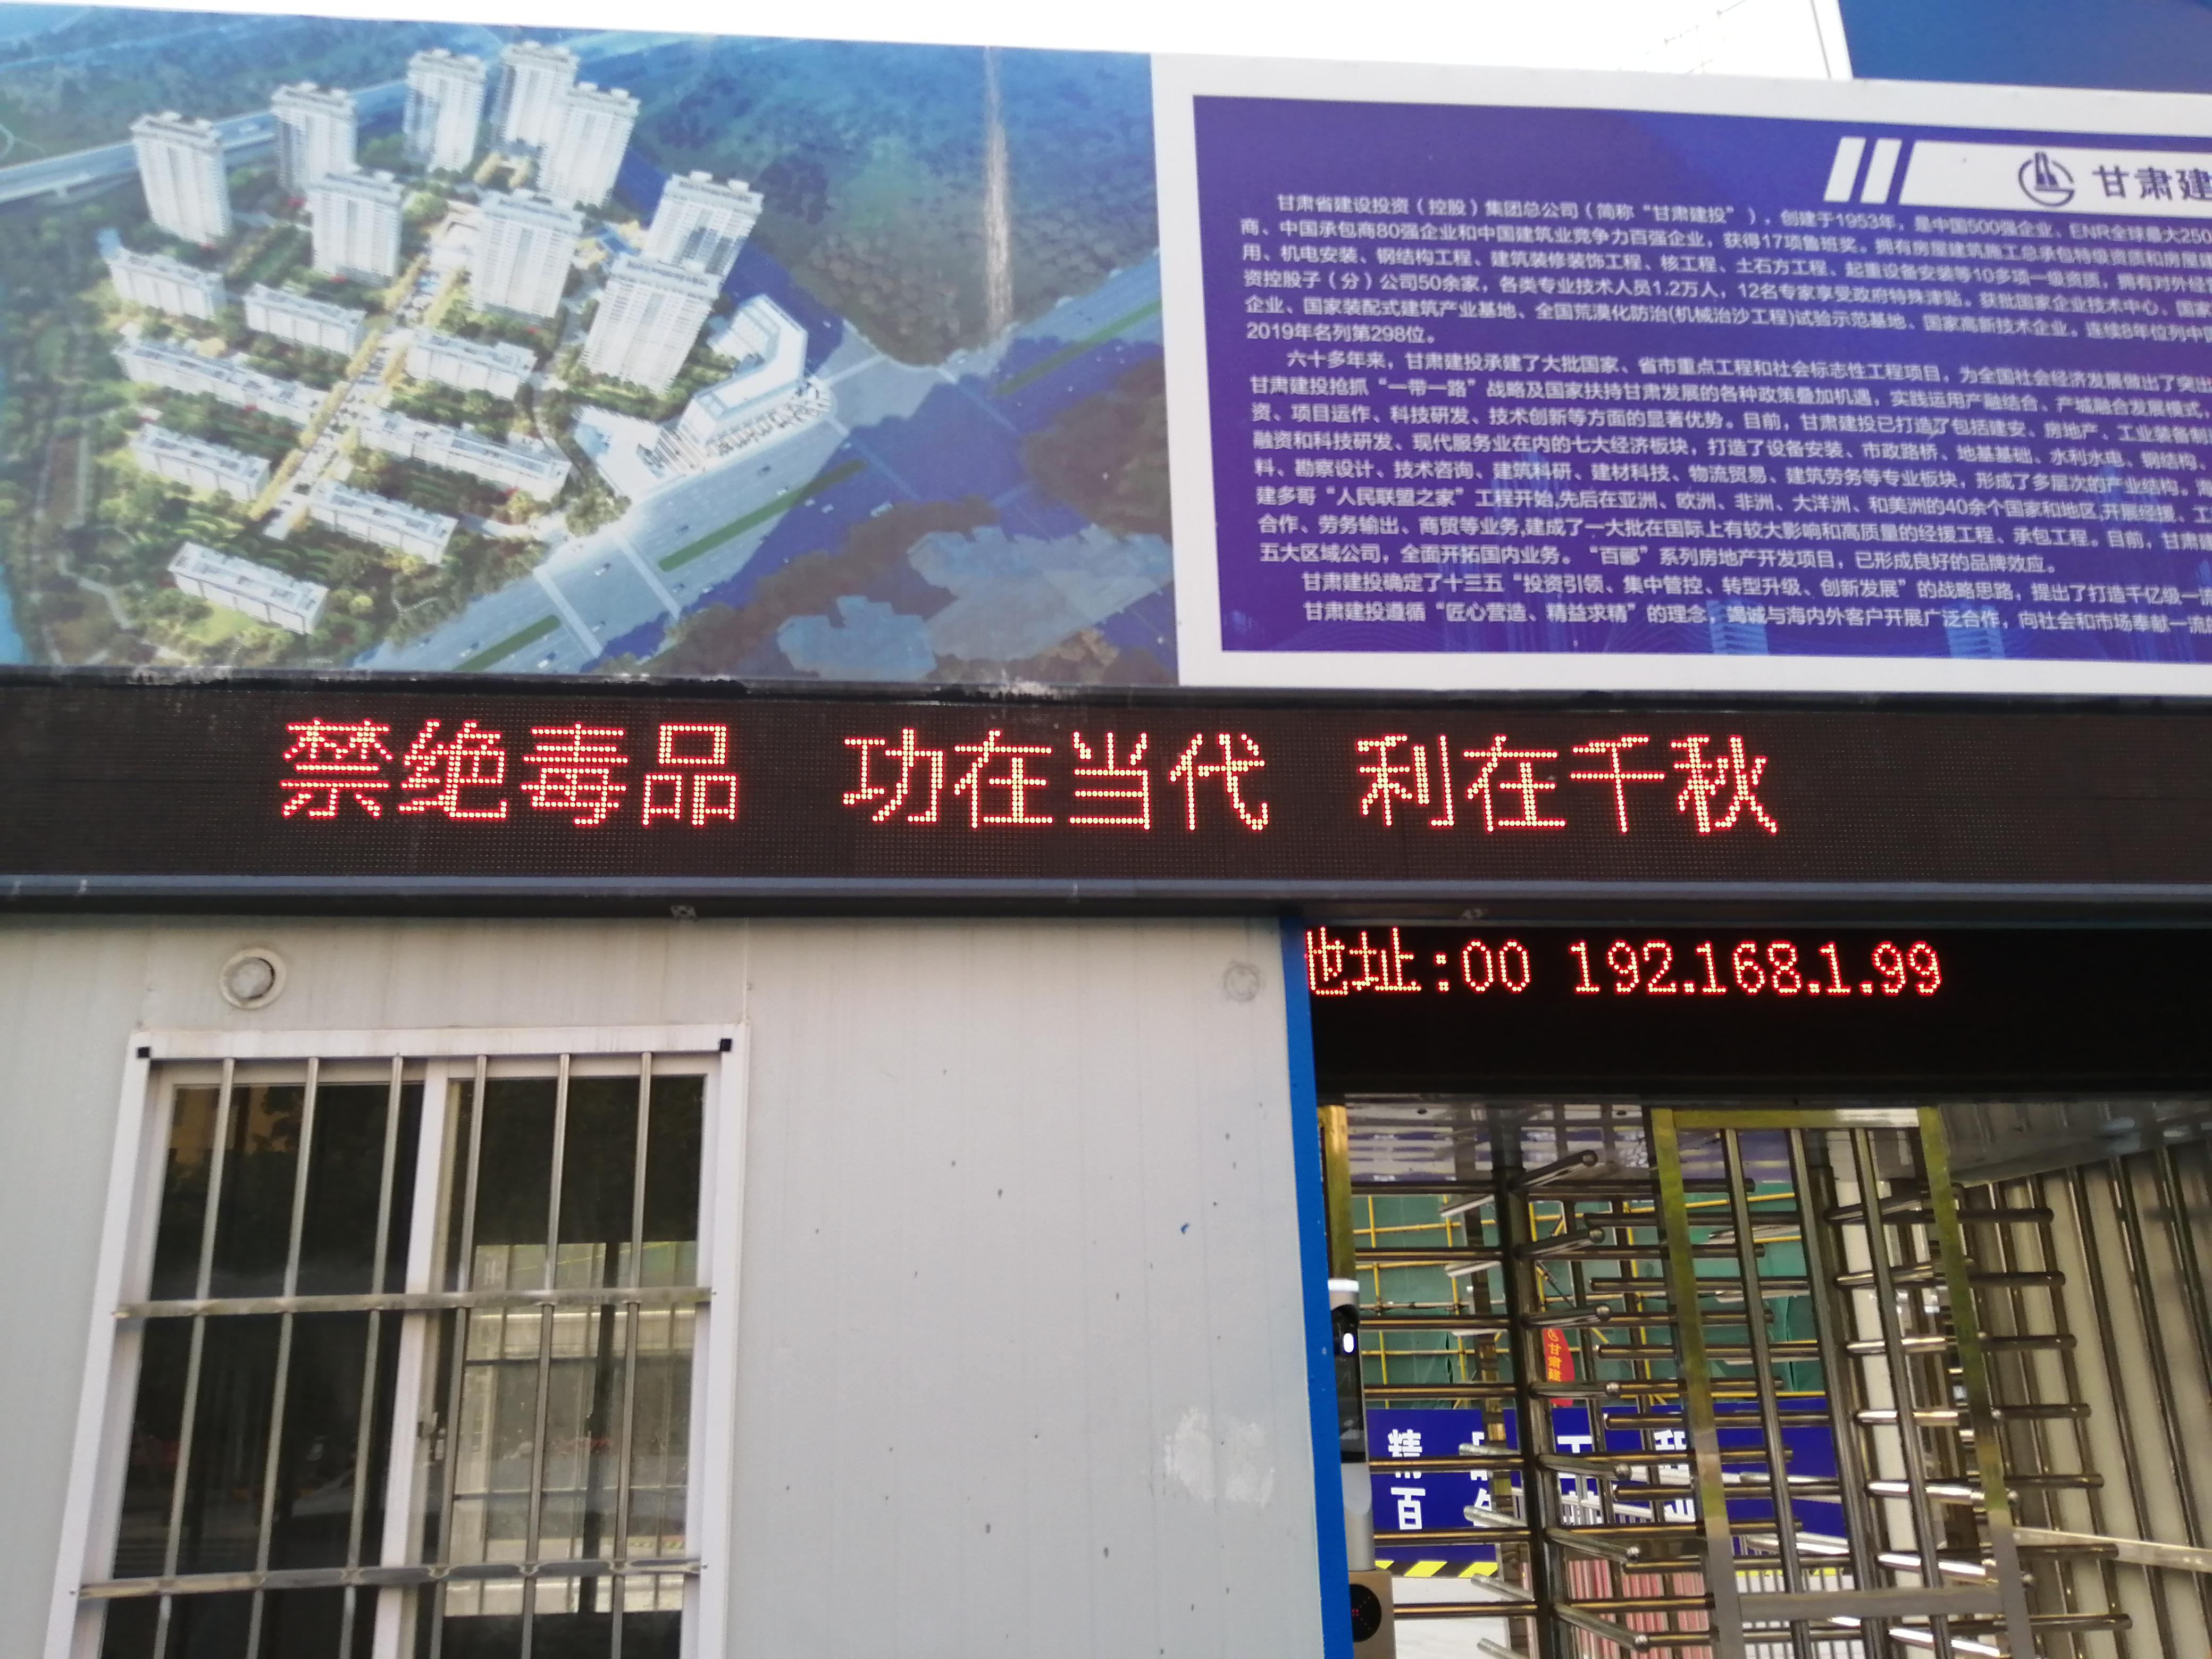 甘肃建
甘肃省建设投资（控股）集团总公司（简称“甘肃建投”），创建于1953年，是中国500强企业、ENR全球最大250
商、中国承包商80强企业和中国建筑业竞争力百强企业，获得17项鲁班奖。拥有房屋建筑施工总承包特级资质和房屋建
用、机电安装、钢结构工程、建筑装修装饰工程、核工程、土石方工程、起重设备安装等10多项一级资质，拥有对外经
资控股子（分）公司50余家，各类专业技术人员1.2万人，12名专家享受政府特殊津贴。获批国家企业技术中心、国家
企业、国家装配式建筑产业基地、全国荒漠化防治(机械治沙工程)试验示范基地、国家高新技术企业。连续8年位列中国
2019年名列第298位。
六十多年来，甘肃建投承建了大批国家、省市重点工程和社会标志性工程项目，为全国社会经济发展做出了突出
甘肃建投抢抓“一带一路”战略及国家扶持甘肃发展的各种政策叠加机遇，实践运用产融结合、产城融合发展模式，
资、项目运作、科技研发、技术创新等方面的显著优势。目前，甘肃建投已打造了包括建安、房地产、工业装备制
融资和科技研发、现代服务业在内的七大经济板块，打造了设备安装、市政路桥、地基基础、水利水电、钢结构、
料、勘察设计、技术咨询、建筑科研、建材科技、物流贸易、建筑劳务等专业板块，形成了多层次的产业结构。
建多哥“人民联盟之家”工程开始,先后在亚洲、欧洲、非洲、大洋洲、和美洲的40余个国家和地区,开展经援、工
合作、劳务输出、商贸等业务,建成了一大批在国际上有较大影响和高质量的经援工程、承包工程。目前，甘肃建
五大区域公司，全面开拓国内业务。“百郦”系列房地产开发项目，已形成良好的品牌效应。
甘肃建投确定了十三五“投资引领、集中管控、转型升级、创新发展”的战略思路，提出了打造千亿级一流
甘肃建投遵循“匠心营造、精益求精”的理念，竭诚与海内外客户开展广泛合作，向社会和市场奉献一流的
禁绝毒品 功在当代 利在千秋
地址:00 192.168.1.99
甘肃建
精
百